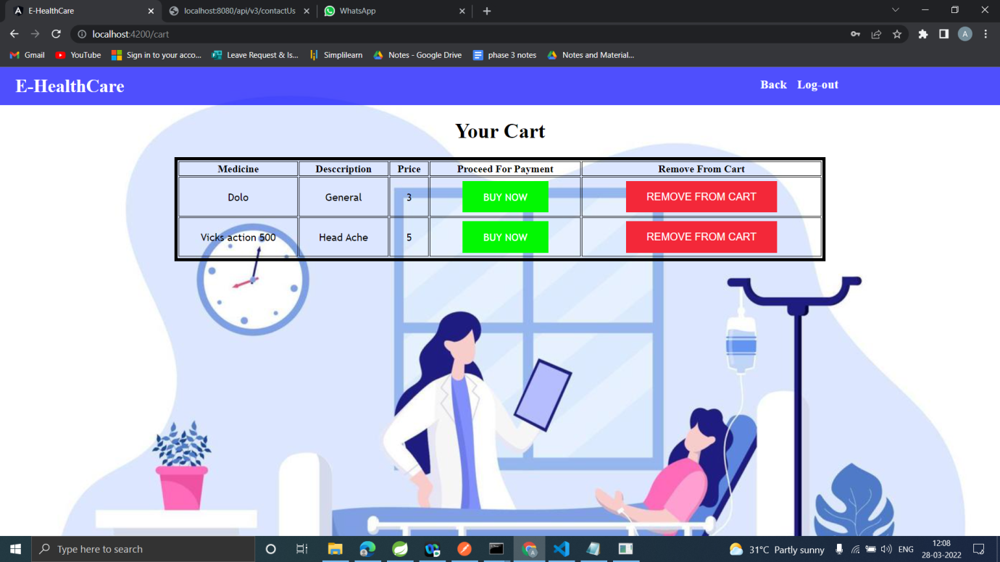 E-HealthCare
localhost:8080/api/v3/contactUs
WhatsApp
localhost:4200/cart
A
Gmail
YouTube
Sign in to your acco...
Leave Request & Is...
Simplilearn
Notes - Google Drive
phase 3 notes
Notes and Material...
E-HealthCare
Back Log-out
Your Cart
Medicine Desccription Price Proceed For Payment Remove From Cart
Dolo General 3 BUY NOW REMOVE FROM CART
Vicks action 500 Head Ache 5 BUY NOW REMOVE FROM CART
Type here to search
31°C Partly sunny
ENG
12:08
28-03-2022